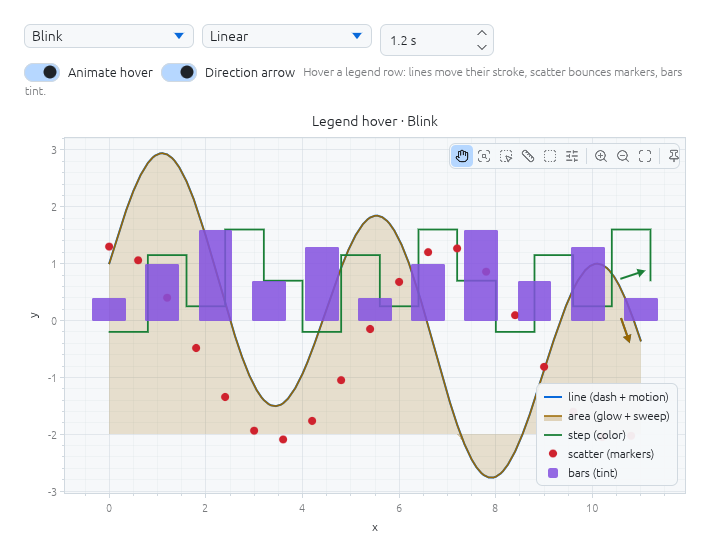 Blink Linear 1.2 s
Animate hover Direction arrow Hover a legend row: lines move their stroke, scatter bounces markers, bars
tint.
Legend hover · Blink
3
2
1
0
-1
-2
-3
y
0 2 4 6 8 10
x
line (dash + motion)
area (glow + sweep)
step (color)
scatter (markers)
bars (tint)